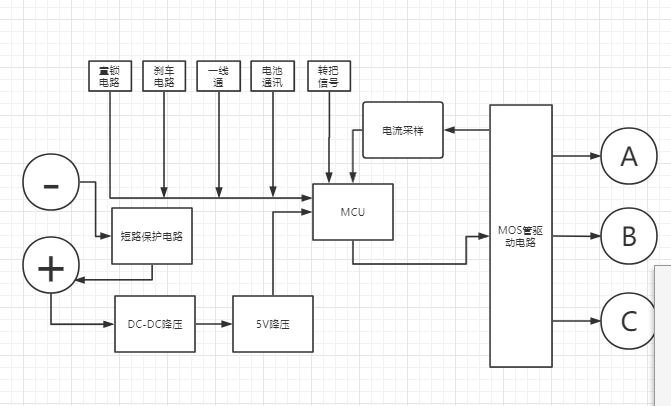 童锁
电路
刹车
电路
一线
通
电池
通讯
转把
信号
电流采样
-
A
MCU
短路保护电路
MOS管驱
动电路
B
+
DC-DC降压
5V降压
C